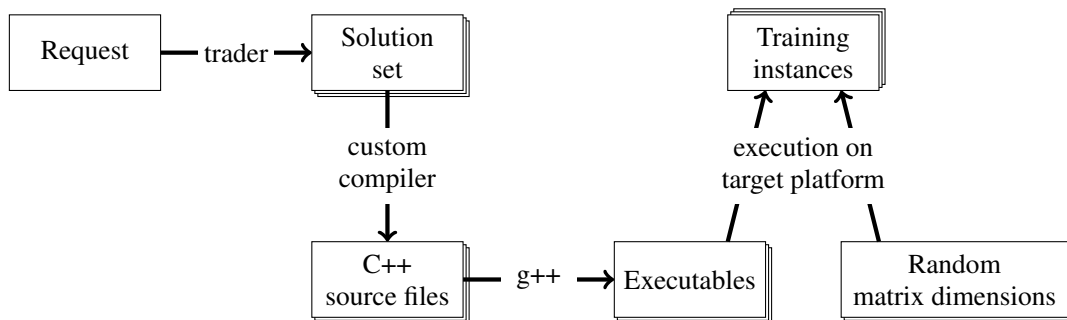 Request
trader
Solution
set
Training
instances
custom
compiler
execution on
target platform
C++
source files
g++
Executables
Random
matrix dimensions